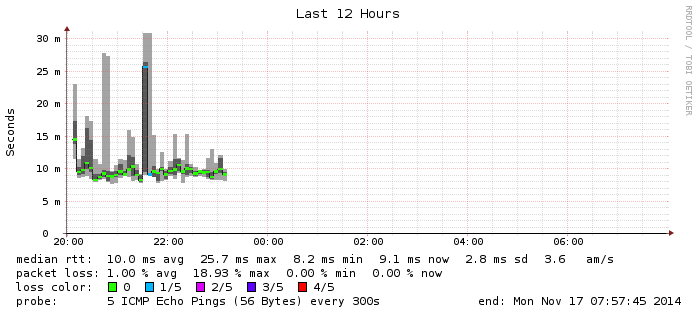 Last 12 Hours
RRDTOOL / TOBI OETIKER
Seconds
30 m
25 m
20 m
15 m
10 m
5 m
0
20:00 22:00 00:00 02:00 04:00 06:00
median rtt: 10.0 ms avg 25.7 ms max 8.2 ms min 9.1 ms now 2.8 ms sd 3.6 am/s
packet loss: 1.00 % avg 18.93 % max 0.00 % min 0.00 % now
loss color: 0 1/5 2/5 3/5 4/5
probe: 5 ICMP Echo Pings (56 Bytes) every 300s end: Mon Nov 17 07:57:45 2014